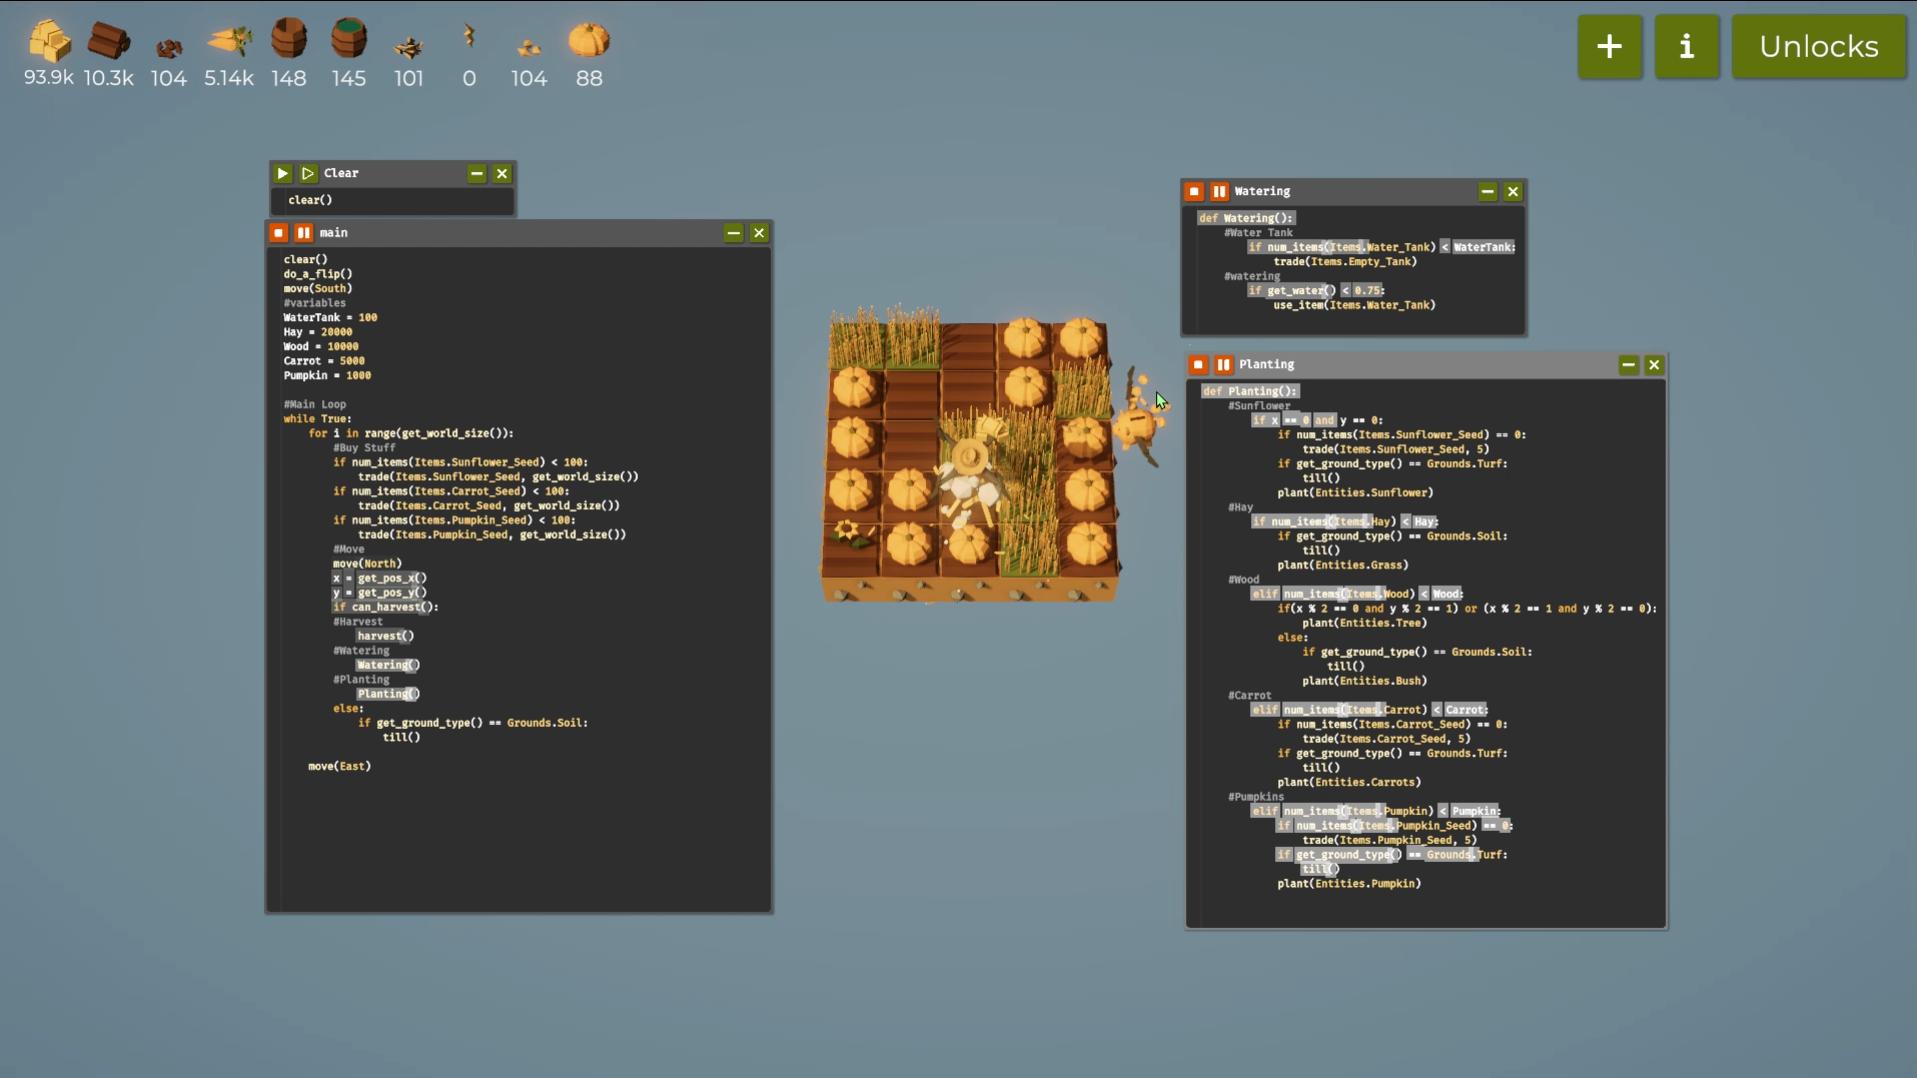 93.9k 10.3k 104 5.14k 148 145 101 0 104 88
+ i Unlocks
Clear
clear()
main
clear()
do_a_flip()
move(South)
#variables
WaterTank = 100
Hay = 20000
Wood = 10000
Carrot = 5000
Pumpkin = 1000
#Main Loop
while True:
for i in range(get_world_size()):
#Buy Stuff
if num_items(Items.Sunflower_Seed) < 100:
trade(Items.Sunflower_Seed, get_world_size())
if num_items(Items.Carrot_Seed) < 100:
trade(Items.Carrot_Seed, get_world_size())
if num_items(Items.Pumpkin_Seed) < 100:
trade(Items.Pumpkin_Seed, get_world_size())
#Move
move(North)
x = get_pos_x()
y = get_pos_y()
if can_harvest():
#Harvest
harvest()
#Watering
Watering()
#Planting
Planting()
else:
if get_ground_type() == Grounds.Soil:
till()
move(East)
Watering
def Watering():
#Water Tank
if num_items(Items.Water_Tank) < WaterTank:
trade(Items.Empty_Tank)
#watering
if get_water() < 0.75:
use_item(Items.Water_Tank)
Planting
def Planting():
#Sunflower
if x == 0 and y == 0:
if num_items(Items.Sunflower_Seed) == 0:
trade(Items.Sunflower_Seed, 5)
if get_ground_type() == Grounds.Turf:
till()
plant(Entities.Sunflower)
#Hay
if num_items(Items.Hay) < Hay:
if get_ground_type() == Grounds.Soil:
till()
plant(Entities.Grass)
#Wood
elif num_items(Items.Wood) < Wood:
if(x % 2 == 0 and y % 2 == 1) or (x % 2 == 1 and y % 2 == 0):
plant(Entities.Tree)
else:
if get_ground_type() == Grounds.Soil:
till()
plant(Entities.Bush)
#Carrot
elif num_items(Items.Carrot) < Carrot:
if num_items(Items.Carrot_Seed) == 0:
trade(Items.Carrot_Seed, 5)
if get_ground_type() == Grounds.Turf:
till()
plant(Entities.Carrots)
#Pumpkins
elif num_items(Items.Pumpkin) < Pumpkin:
if num_items(Items.Pumpkin_Seed) == 0:
trade(Items.Pumpkin_Seed, 5)
if get_ground_type() == Grounds.Turf:
till()
plant(Entities.Pumpkin)